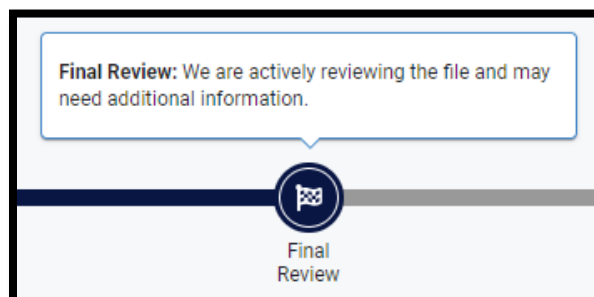 Final Review: We are actively reviewing the file and may
need additional information.
Final
Review